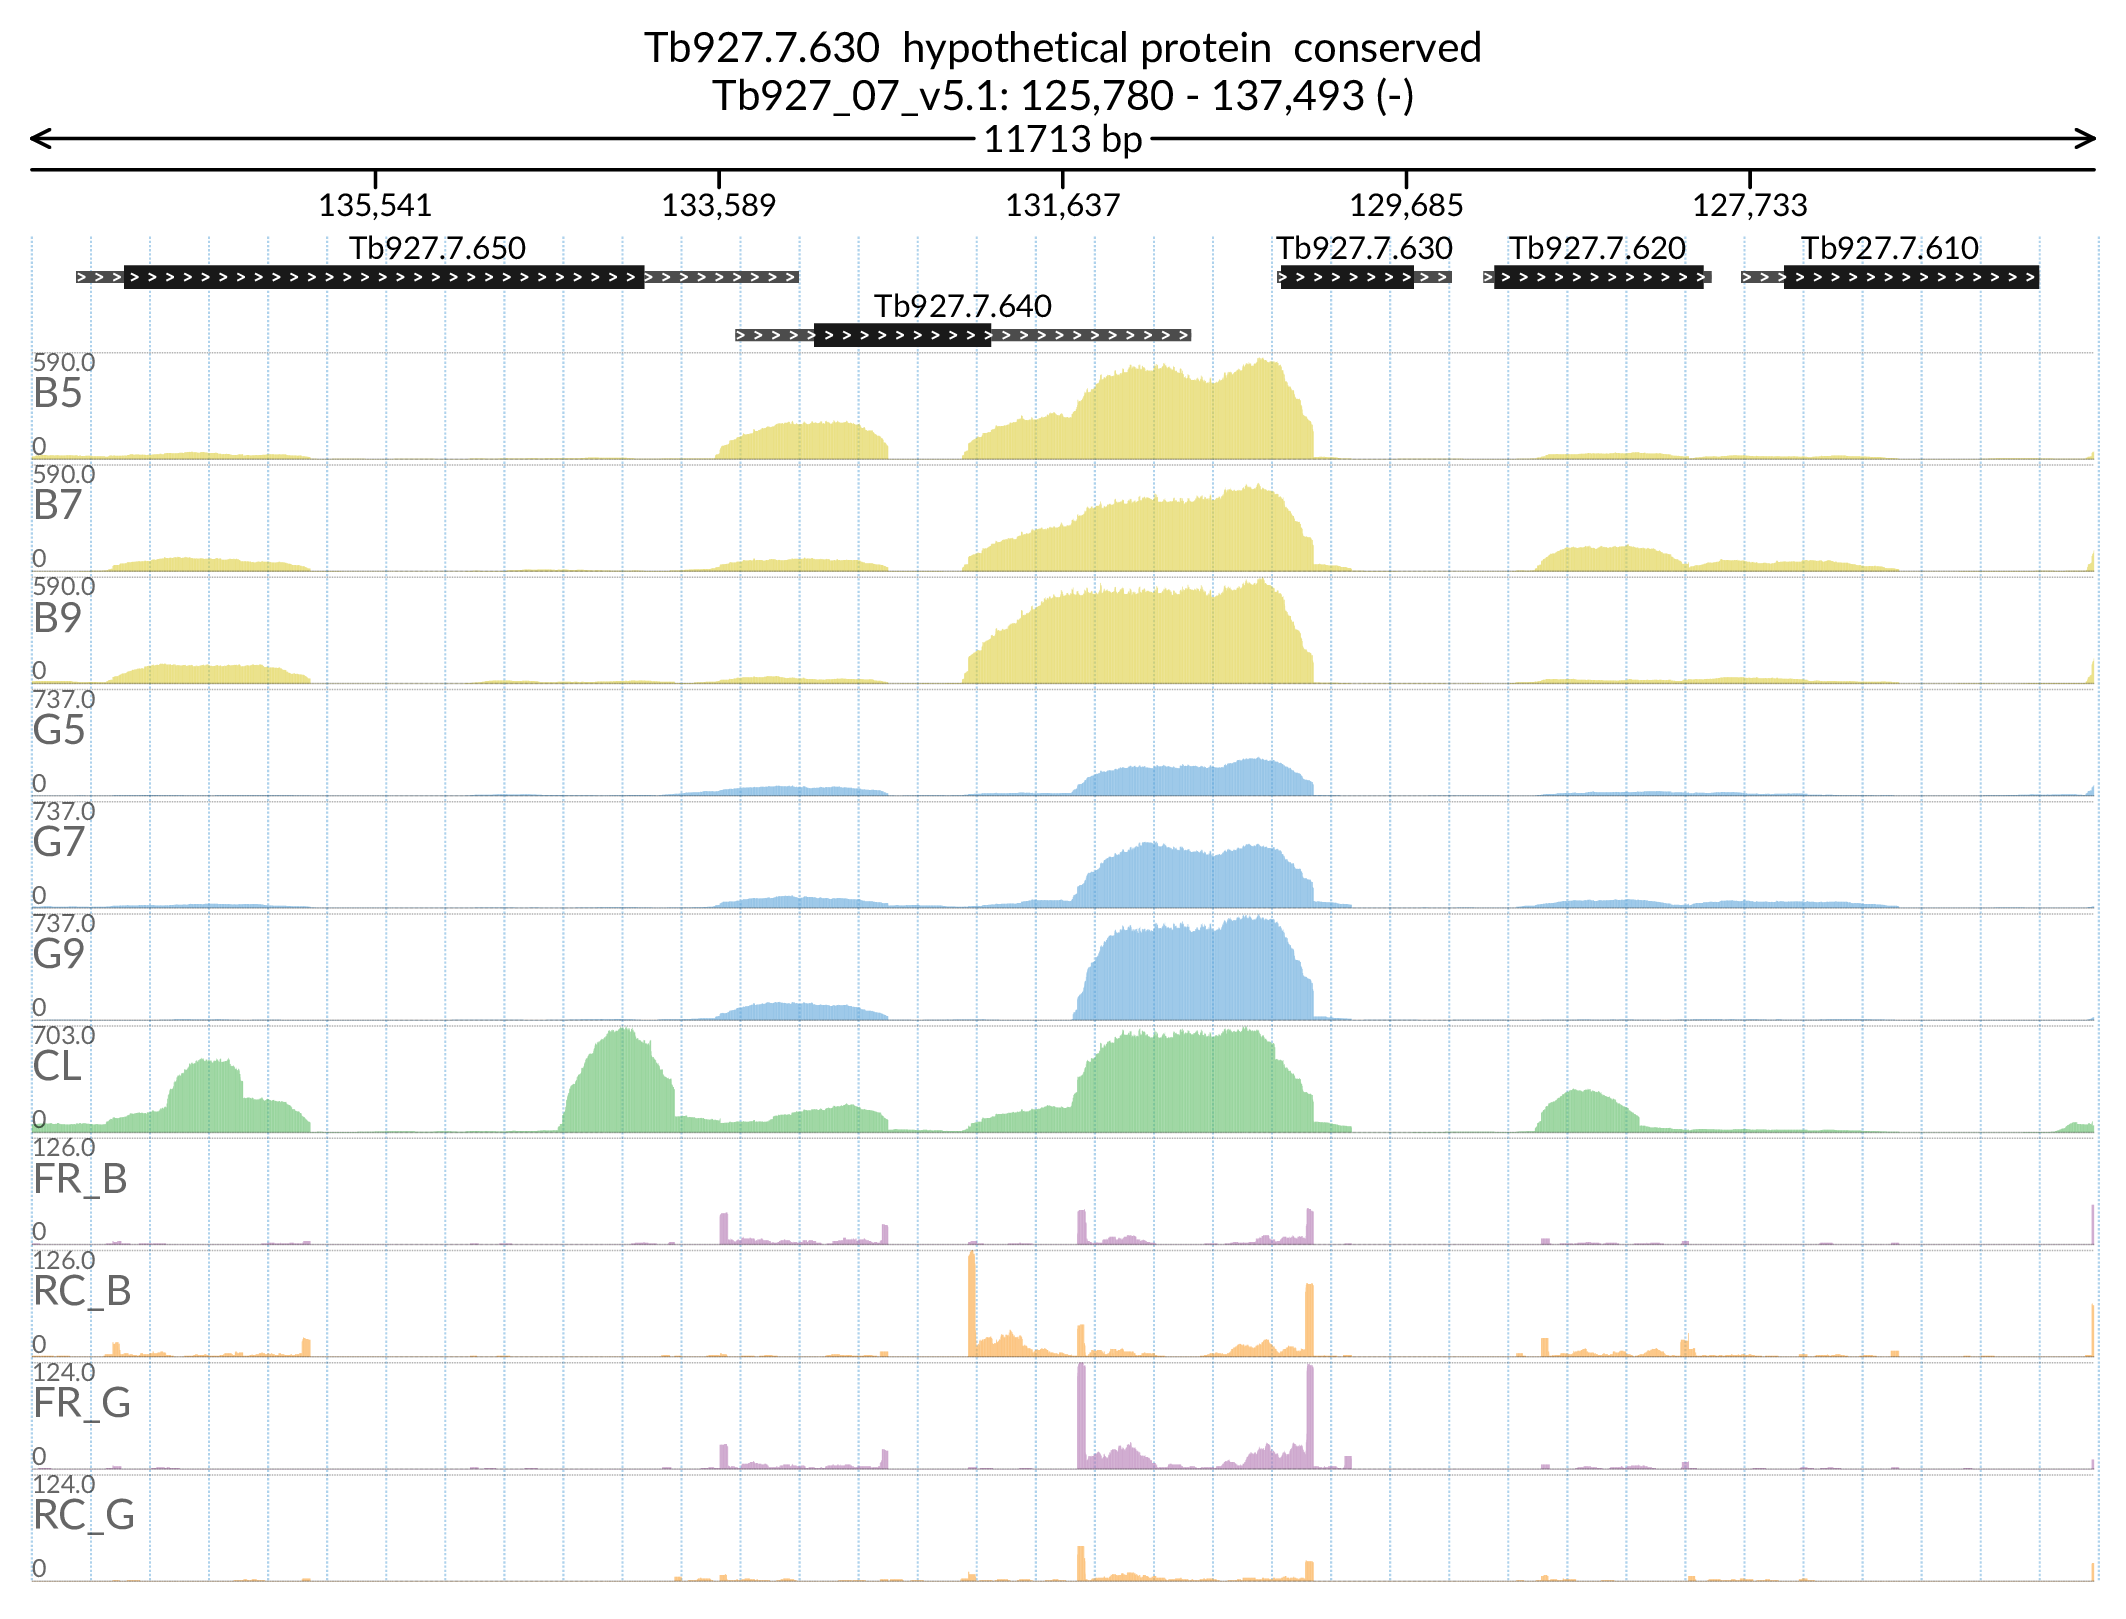 Tb927.7.630  hypothetical protein  conserved
Tb927_07_v5.1: 125,780 - 137,493 (-)
11713 bp
135,541 133,589 131,637 129,685 127,733
Tb927.7.650 Tb927.7.630 Tb927.7.620 Tb927.7.610
Tb927.7.640
590.0
B5
0
590.0
B7
0
590.0
B9
0
737.0
G5
0
737.0
G7
0
737.0
G9
0
703.0
CL
0
126.0
FR_B
0
126.0
RC_B
0
124.0
FR_G
0
124.0
RC_G
0